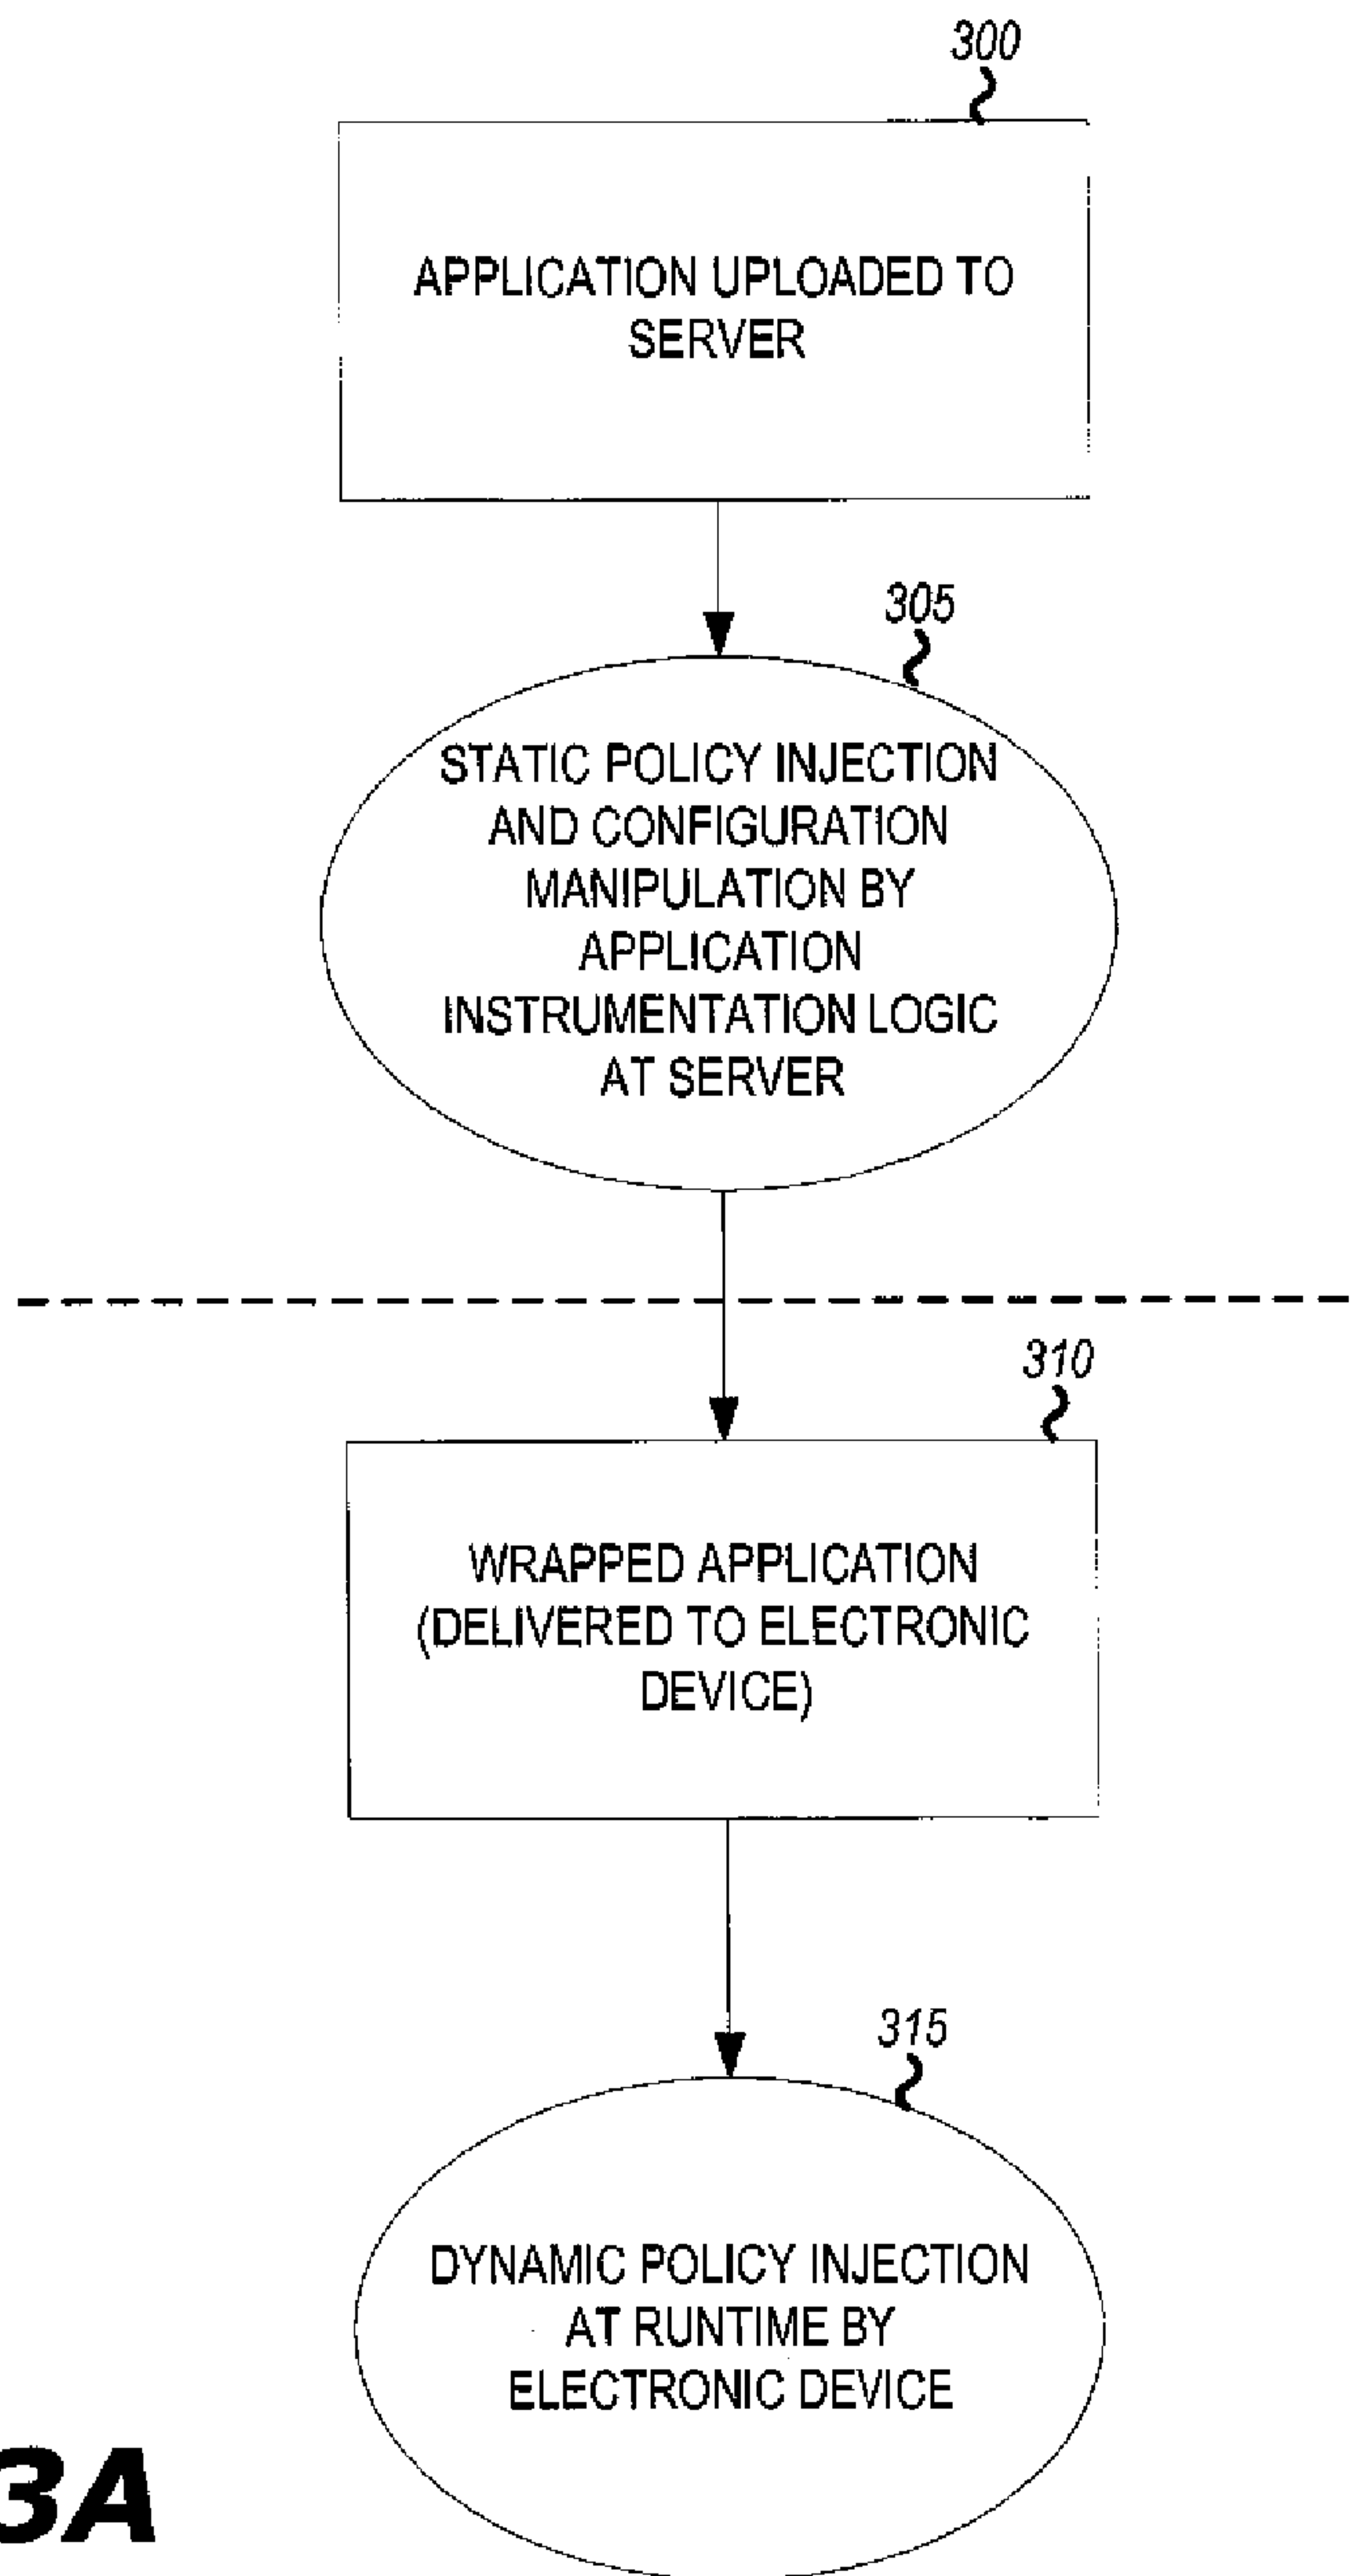 300
APPLICATION UPLOADED TO
SERVER
305
STATIC POLICY INJECTION
AND CONFIGURATION
MANIPULATION BY
APPLICATION
INSTRUMENTATION LOGIC
AT SERVER
310
WRAPPED APPLICATION
(DELIVERED TO ELECTRONIC
DEVICE)
315
DYNAMIC POLICY INJECTION
AT RUNTIME BY
ELECTRONIC DEVICE
3A